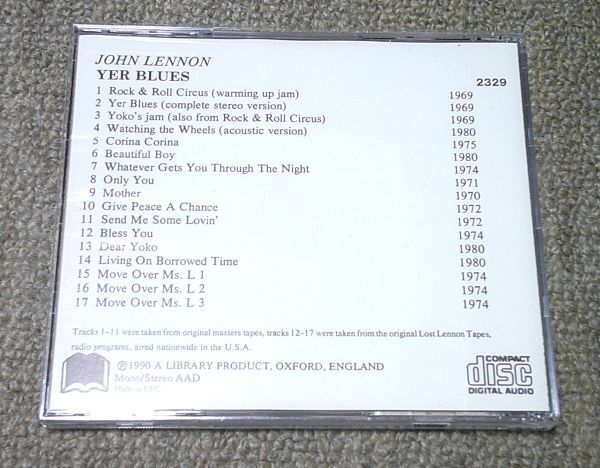 JOHN LENNON
YER BLUES
2329
1 Rock & Roll Circus (warming up jam) 1969
2 Yer Blues (complete stereo version) 1969
3 Yoko's jam (also from Rock & Roll Circus) 1969
4 Watching the Wheels (acoustic version) 1980
5 Corina Corina 1975
6 Beautiful Boy 1980
7 Whatever Gets You Through The Night 1974
8 Only You 1971
9 Mother 1970
10 Give Peace A Chance 1972
11 Send Me Some Lovin' 1972
12 Bless You 1974
13 Dear Yoko 1980
14 Living On Borrowed Time 1980
15 Move Over Ms. L 1 1974
16 Move Over Ms. L 2 1974
17 Move Over Ms. L 3 1974
Tracks 1-11 were taken from original masters tapes, tracks 12-17 were taken from the original Lost Lennon Tapes,
radio programs, aired nationwide in the U.S.A.
℗1990 A LIBRARY PRODUCT, OXFORD, ENGLAND
Mono/Stereo AAD
Made in EEC
COMPACT
disc
DIGITAL AUDIO